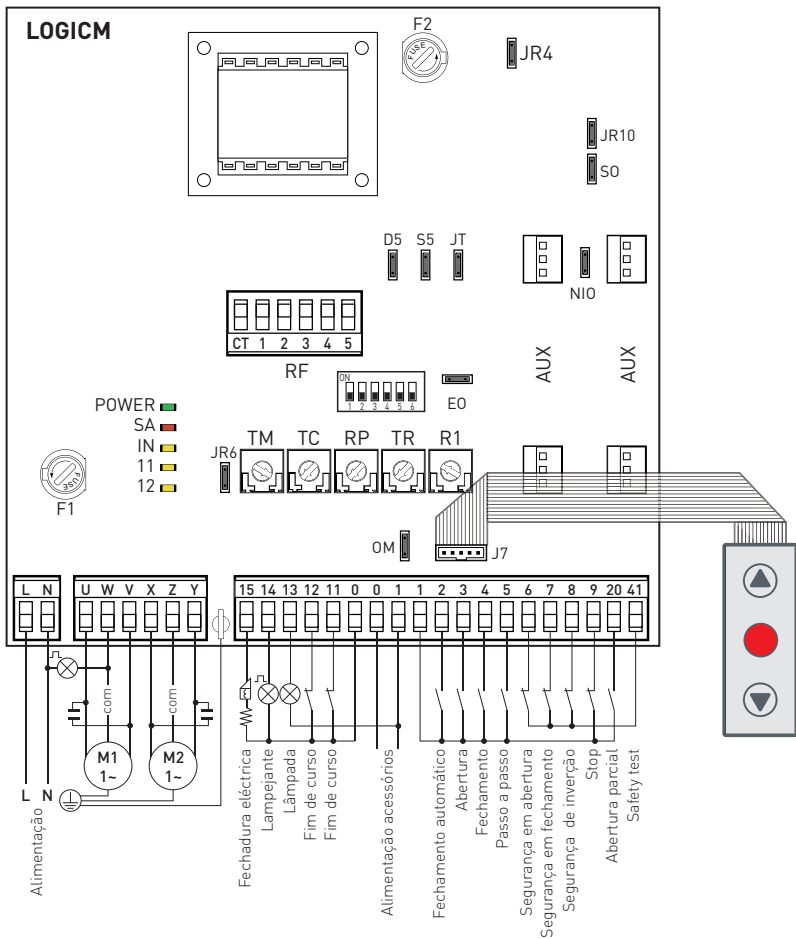 LOGICM
F2
FUSE
JR4
JR10
SO
D5 S5 JT
NIO
CT 1 2 3 4 5
RF
AUX
AUX
ON
1 2 3 4 5 6
EO
POWER
SA
IN
11
12
JR6
TM TC RP TR R1
FUSE
F1
OM
J7
L N
U W V X Z Y
15 14 13 12 11 0 0 1 1 2 3 4 5 6 7 8 9 20 41
com
com
M1
1~
M2
1~
L N
Alimentação
Fechadura eléctrica
Lampejante
Lâmpada
Fim de curso
Fim de curso
Alimentação acessórios
Fechamento automático
Abertura
Fechamento
Passo a passo
Segurança em abertura
Segurança em fechamento
Segurança de inverção
Stop
Abertura parcial
Safety test